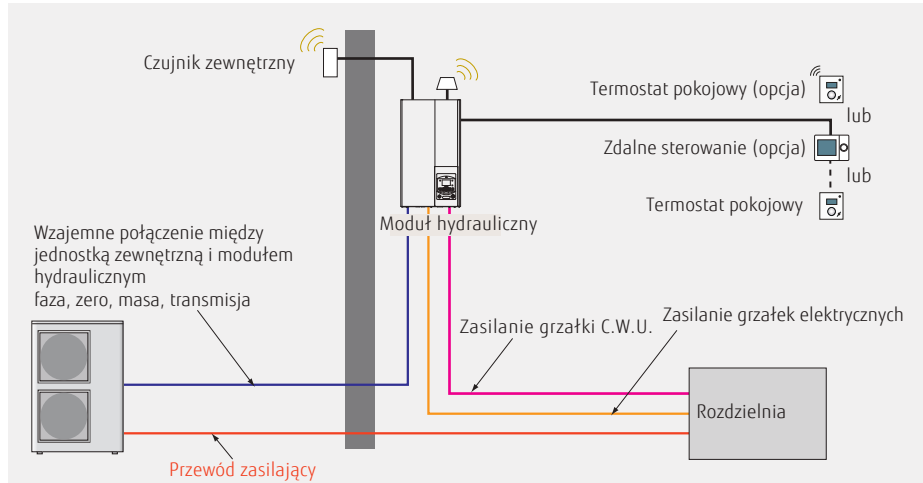 Czujnik zewnętrzny
Termostat pokojowy (opcja)
lub
Zdalne sterowanie (opcja)
lub
Termostat pokojowy
Moduł hydrauliczny
Wzajemne połączenie między
jednostką zewnętrzną i modułem
hydraulicznym
faza, zero, masa, transmisja
Zasilanie grzałki C.W.U.
Zasilanie grzałek elektrycznych
Rozdzielnia
Przewód zasilający